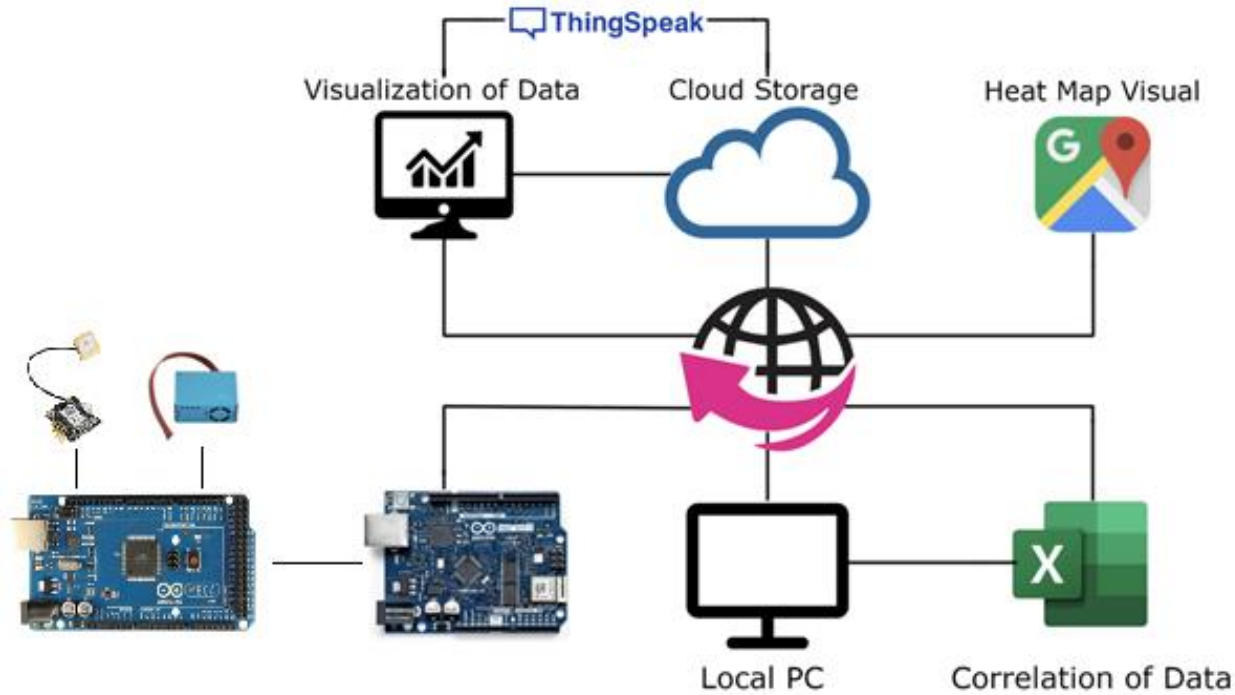 ThingSpeak
Visualization of Data
Cloud Storage
Heat Map Visual
G
X
Local PC
Correlation of Data